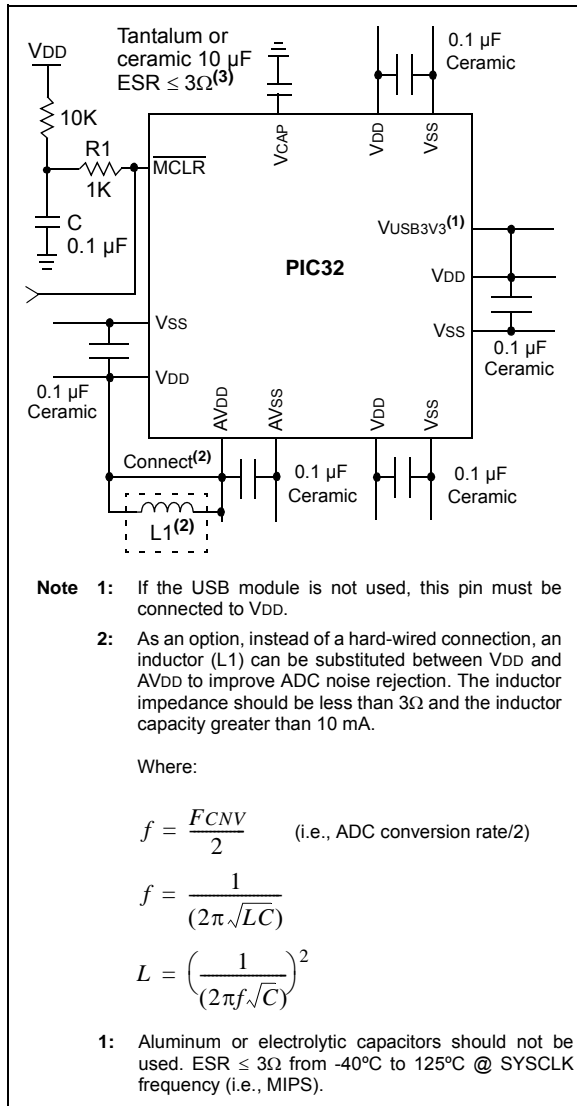 VDD
Tantalum or
ceramic 10 µF
ESR ≤ 3Ω(3)
0.1 µF
Ceramic
10K
R1
1K
C
0.1 µF
MCLR
VCAP
VDD
VSS
VUSB3V3(1)
PIC32
VDD
VSS
0.1 µF
Ceramic
VSS
VDD
0.1 µF
Ceramic
AVDD
AVSS
VDD
VSS
Connect(2)
L1(2)
0.1 µF
Ceramic
0.1 µF
Ceramic
Note 1: If the USB module is not used, this pin must be
connected to VDD.
2: As an option, instead of a hard-wired connection, an
inductor (L1) can be substituted between VDD and
AVDD to improve ADC noise rejection. The inductor
impedance should be less than 3Ω and the inductor
capacity greater than 10 mA.
Where:
f = FCNV / 2 (i.e., ADC conversion rate/2)
f = 1 / (2π√LC)
L = (1 / (2πf√C))²
1: Aluminum or electrolytic capacitors should not be
used. ESR ≤ 3Ω from -40ºC to 125ºC @ SYSCLK
frequency (i.e., MIPS).